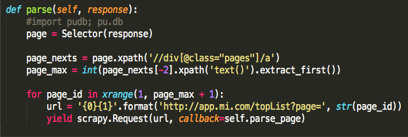 def parse(self, response):
#import pudb; pu.db
page = Selector(response)
page_nexts = page.xpath('//div[@class="pages"]/a')
page_max = int(page_nexts[-2].xpath('text()').extract_first())
for page_id in xrange(1, page_max + 1):
url = '{0}{1}'.format('http://app.mi.com/topList?page=', str(page_id))
yield scrapy.Request(url, callback=self.parse_page)